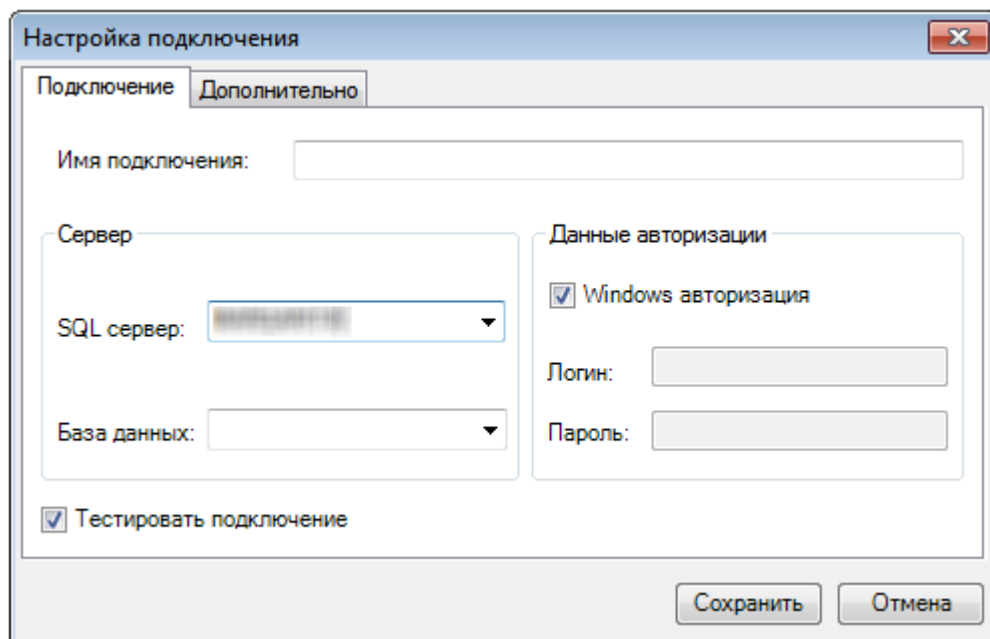 Настройка подключения
Подключение Дополнительно
Имя подключения:
Сервер
SQL сервер:
База данных:
Данные авторизации
Windows авторизация
Логин:
Пароль:
Тестировать подключение
Сохранить Отмена